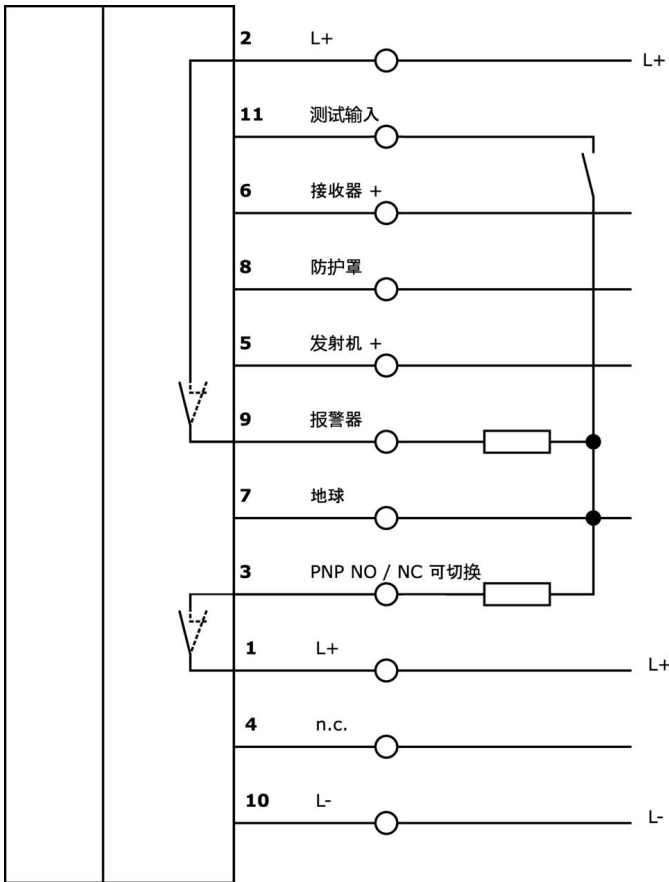 2 L+ L+
11 测试输入
6 接收器 +
8 防护罩
5 发射机 +
9 报警器
7 地球
3 PNP NO / NC 可切换
1 L+ L+
4 n.c.
10 L- L-